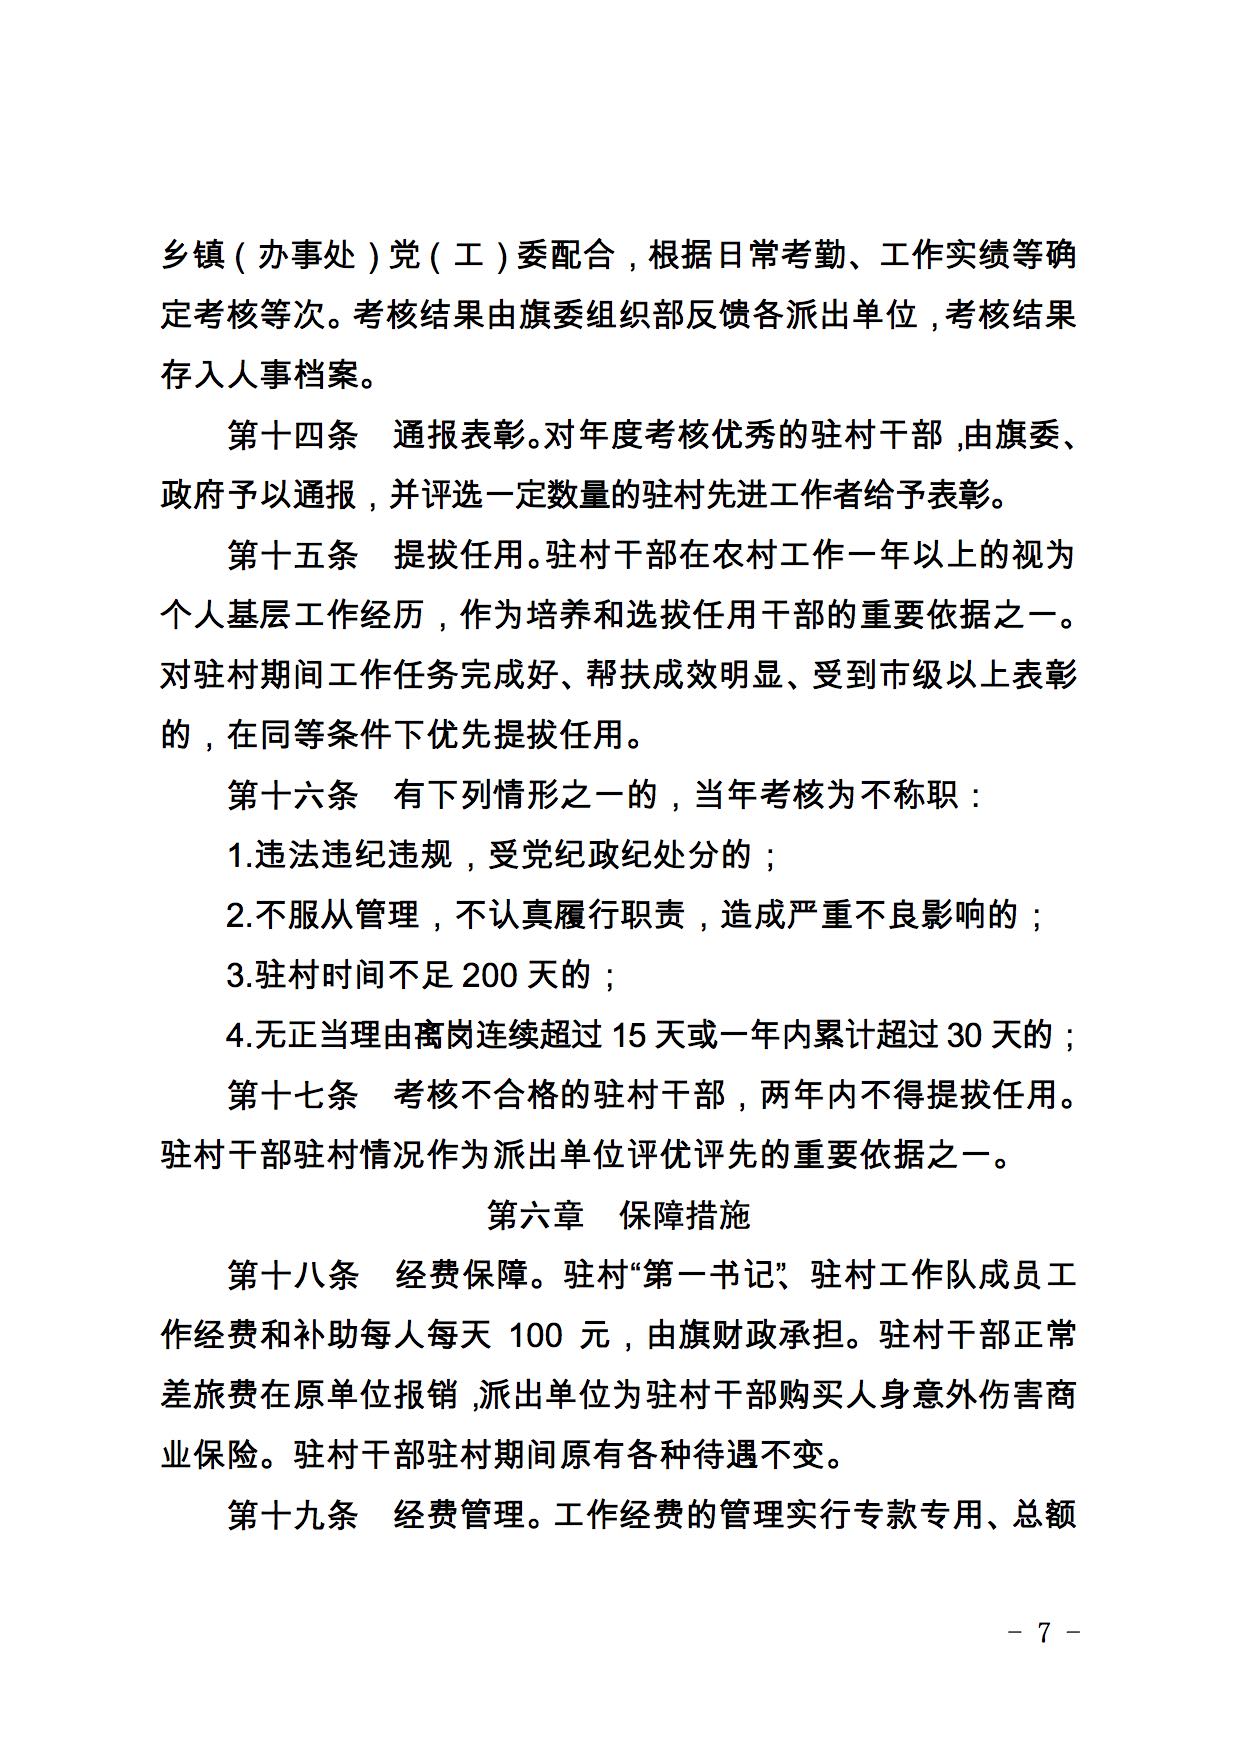 乡镇（办事处）党（工）委配合，根据日常考勤、工作实绩等确
定考核等次。考核结果由旗委组织部反馈各派出单位，考核结果
存入人事档案。
第十四条　通报表彰。对年度考核优秀的驻村干部，由旗委、
政府予以通报，并评选一定数量的驻村先进工作者给予表彰。
第十五条　提拔任用。驻村干部在农村工作一年以上的视为
个人基层工作经历，作为培养和选拔任用干部的重要依据之一。
对驻村期间工作任务完成好、帮扶成效明显、受到市级以上表彰
的，在同等条件下优先提拔任用。
第十六条　有下列情形之一的，当年考核为不称职：
1.违法违纪违规，受党纪政纪处分的；
2.不服从管理，不认真履行职责，造成严重不良影响的；
3.驻村时间不足 200 天的；
4.无正当理由离岗连续超过 15 天或一年内累计超过 30 天的；
第十七条　考核不合格的驻村干部，两年内不得提拔任用。
驻村干部驻村情况作为派出单位评优评先的重要依据之一。
第六章　保障措施
第十八条　经费保障。驻村“第一书记”、驻村工作队成员工
作经费和补助每人每天 100 元，由旗财政承担。驻村干部正常
差旅费在原单位报销，派出单位为驻村干部购买人身意外伤害商
业保险。驻村干部驻村期间原有各种待遇不变。
第十九条　经费管理。工作经费的管理实行专款专用、总额
- 7 -